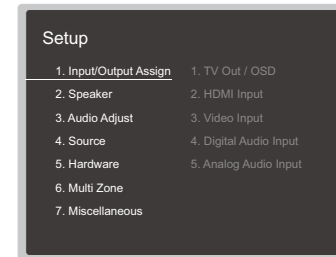 Setup
1. Input/Output Assign
2. Speaker
3. Audio Adjust
4. Source
5. Hardware
6. Multi Zone
7. Miscellaneous
1. TV Out / OSD
2. HDMI Input
3. Video Input
4. Digital Audio Input
5. Analog Audio Input